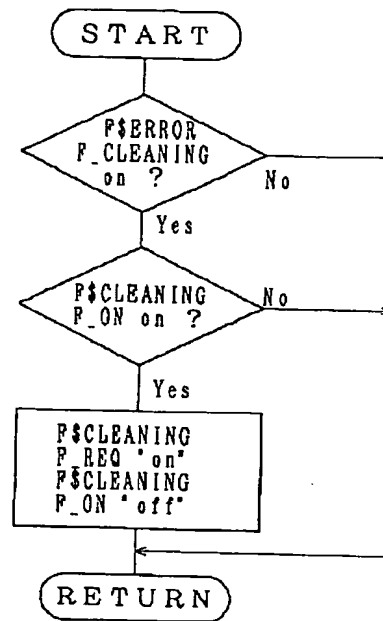 START
F$ERROR
F_CLEANING
on ?
No
Yes
F$CLEANING
F_ON on ?
No
Yes
F$CLEANING
F_REQ "on"
F$CLEANING
F_ON "off"
RETURN